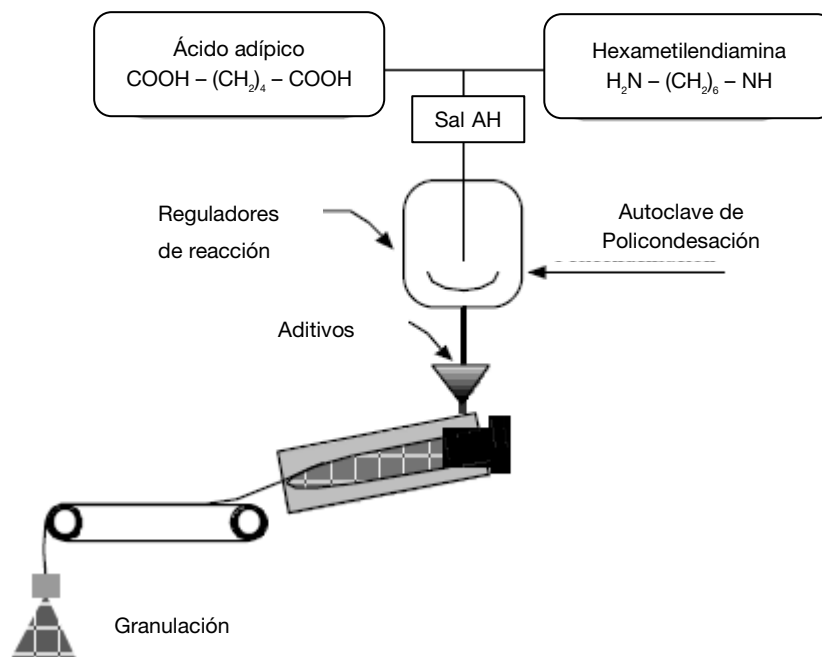 Ácido adípico
COOH – (CH₂)₄ – COOH
Hexametilendiamina
H₂N – (CH₂)₆ – NH
Sal AH
Reguladores
de reacción
Autoclave de
Policondesación
Aditivos
Granulación